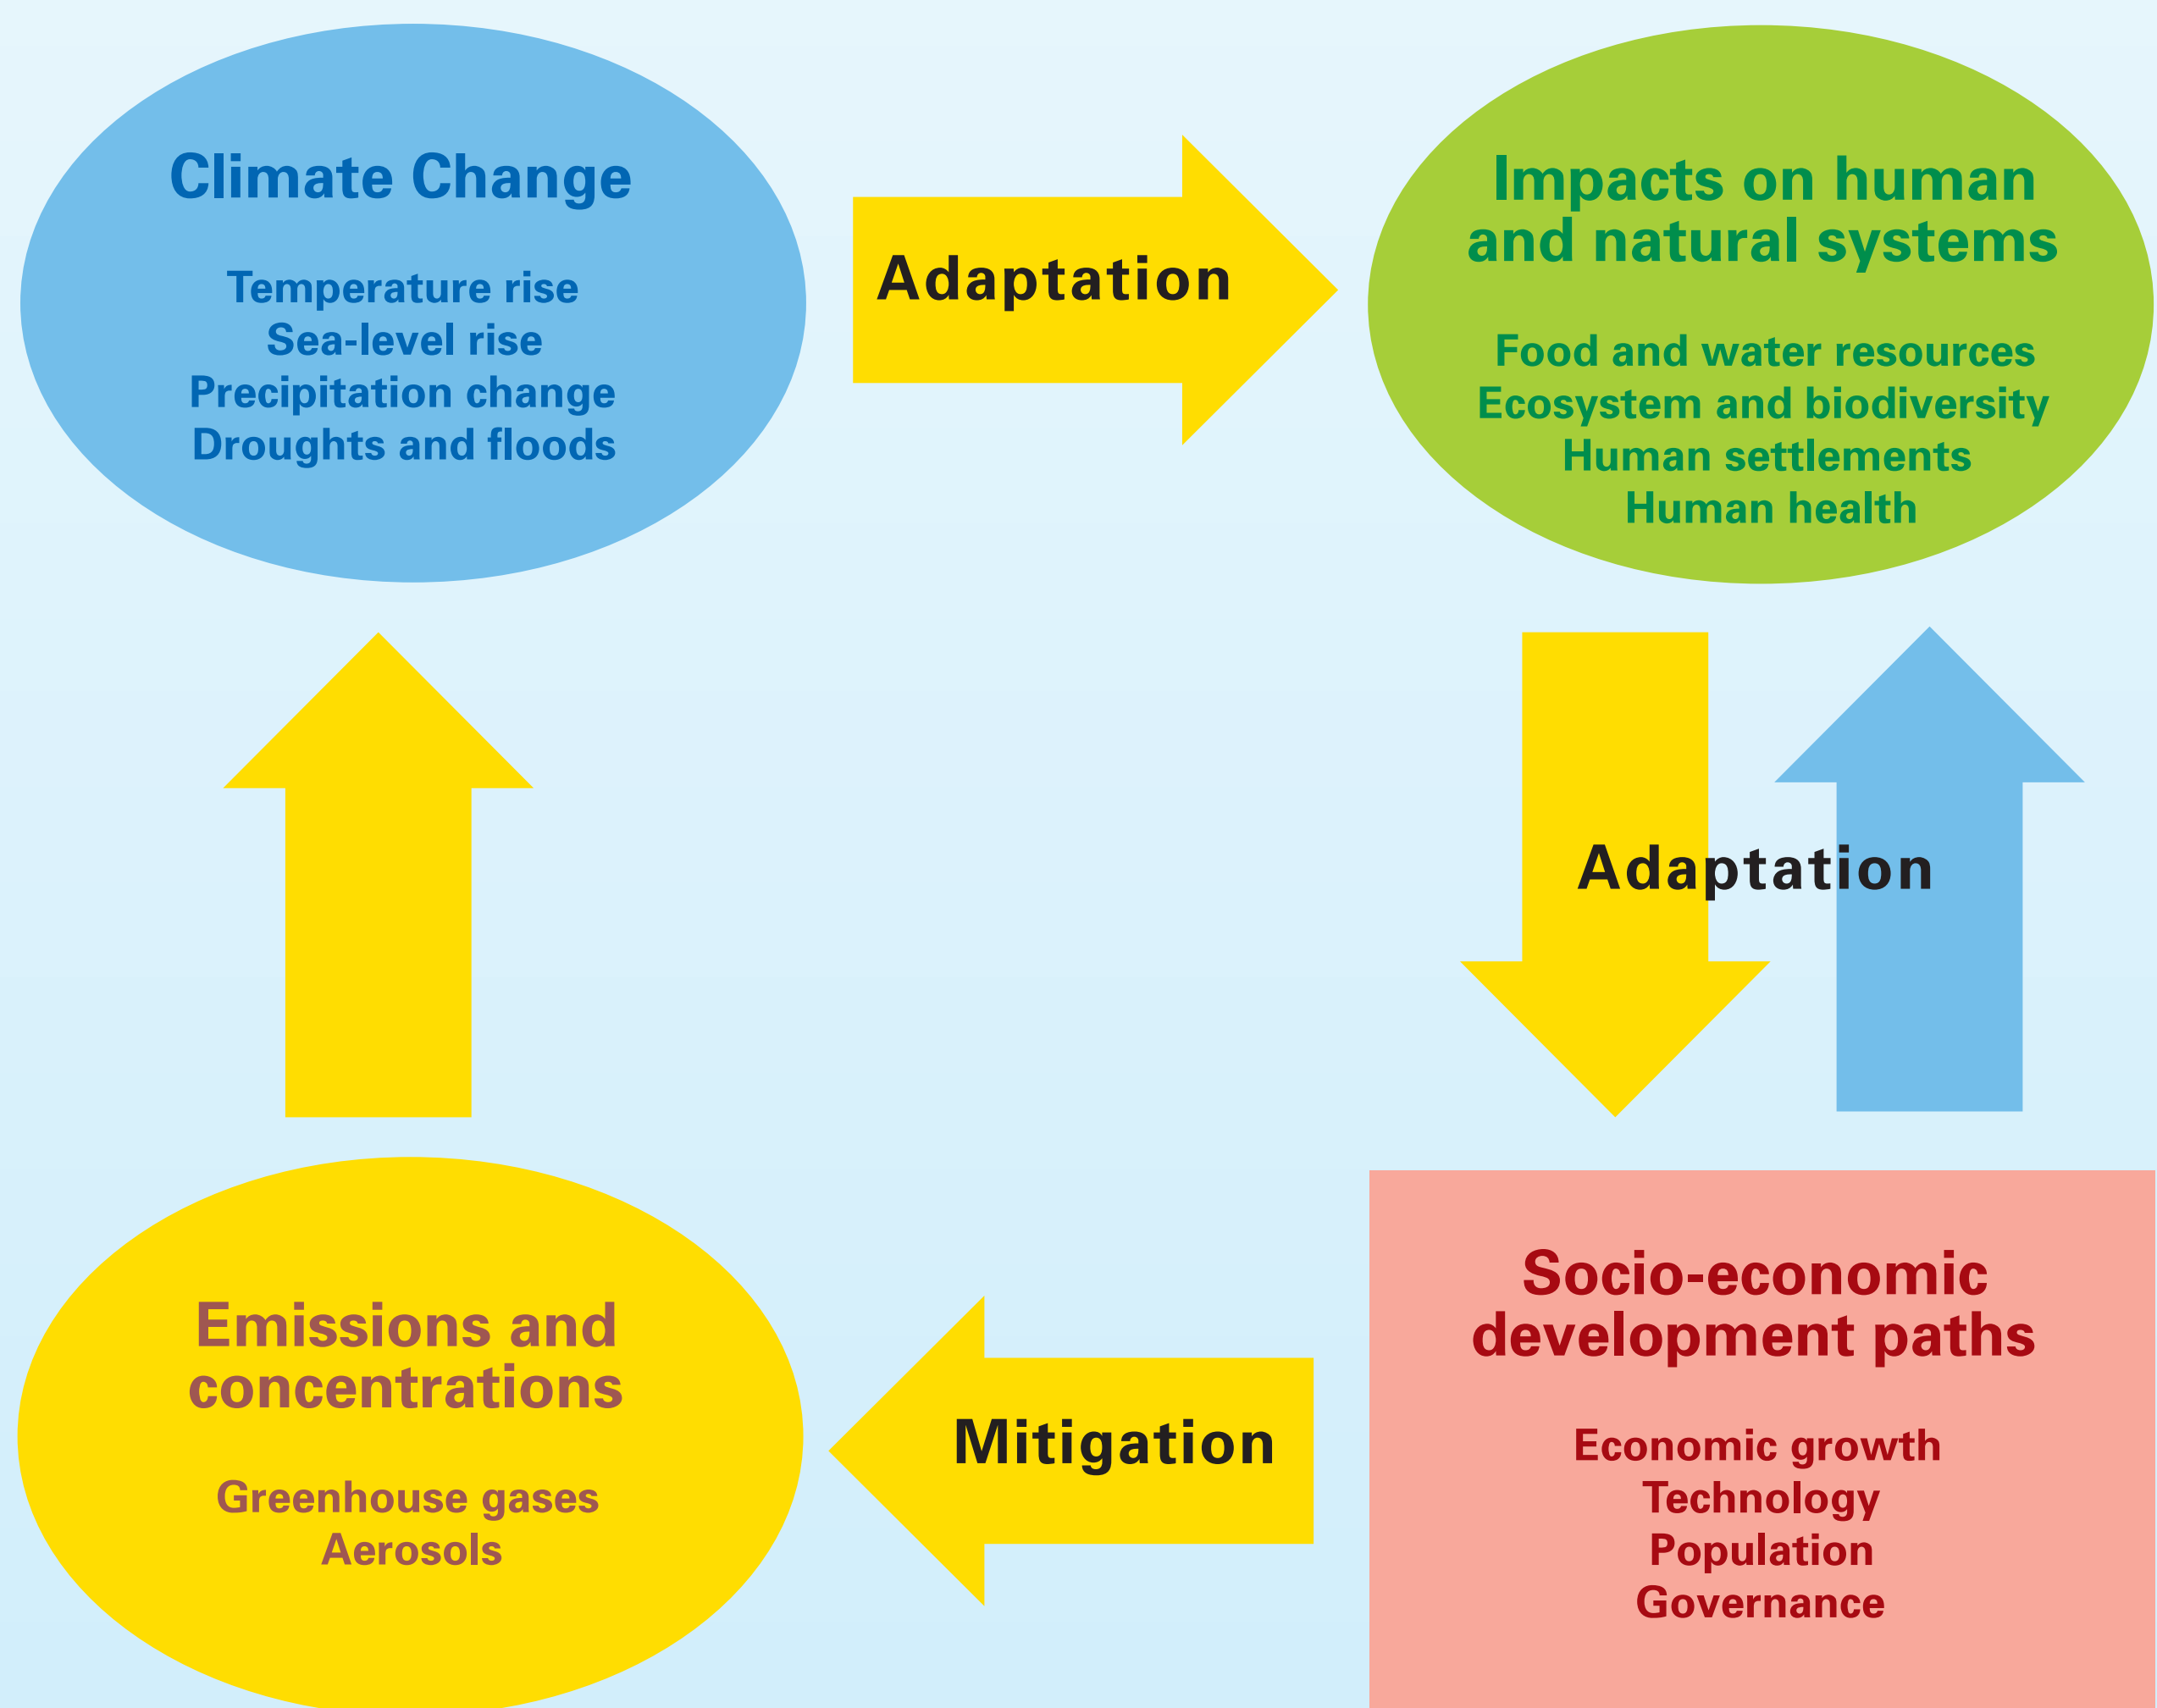 Climate Change
Temperature rise
Sea-level rise
Precipitation change
Droughts and floods
Adaptation
Impacts on human
and natural systems
Food and water resources
Ecosystem and biodiversity
Human settlements
Human health
Adaptation
Emissions and
concentrations
Greenhouse gases
Aerosols
Mitigation
Socio-economic
development paths
Economic growth
Technology
Population
Governance